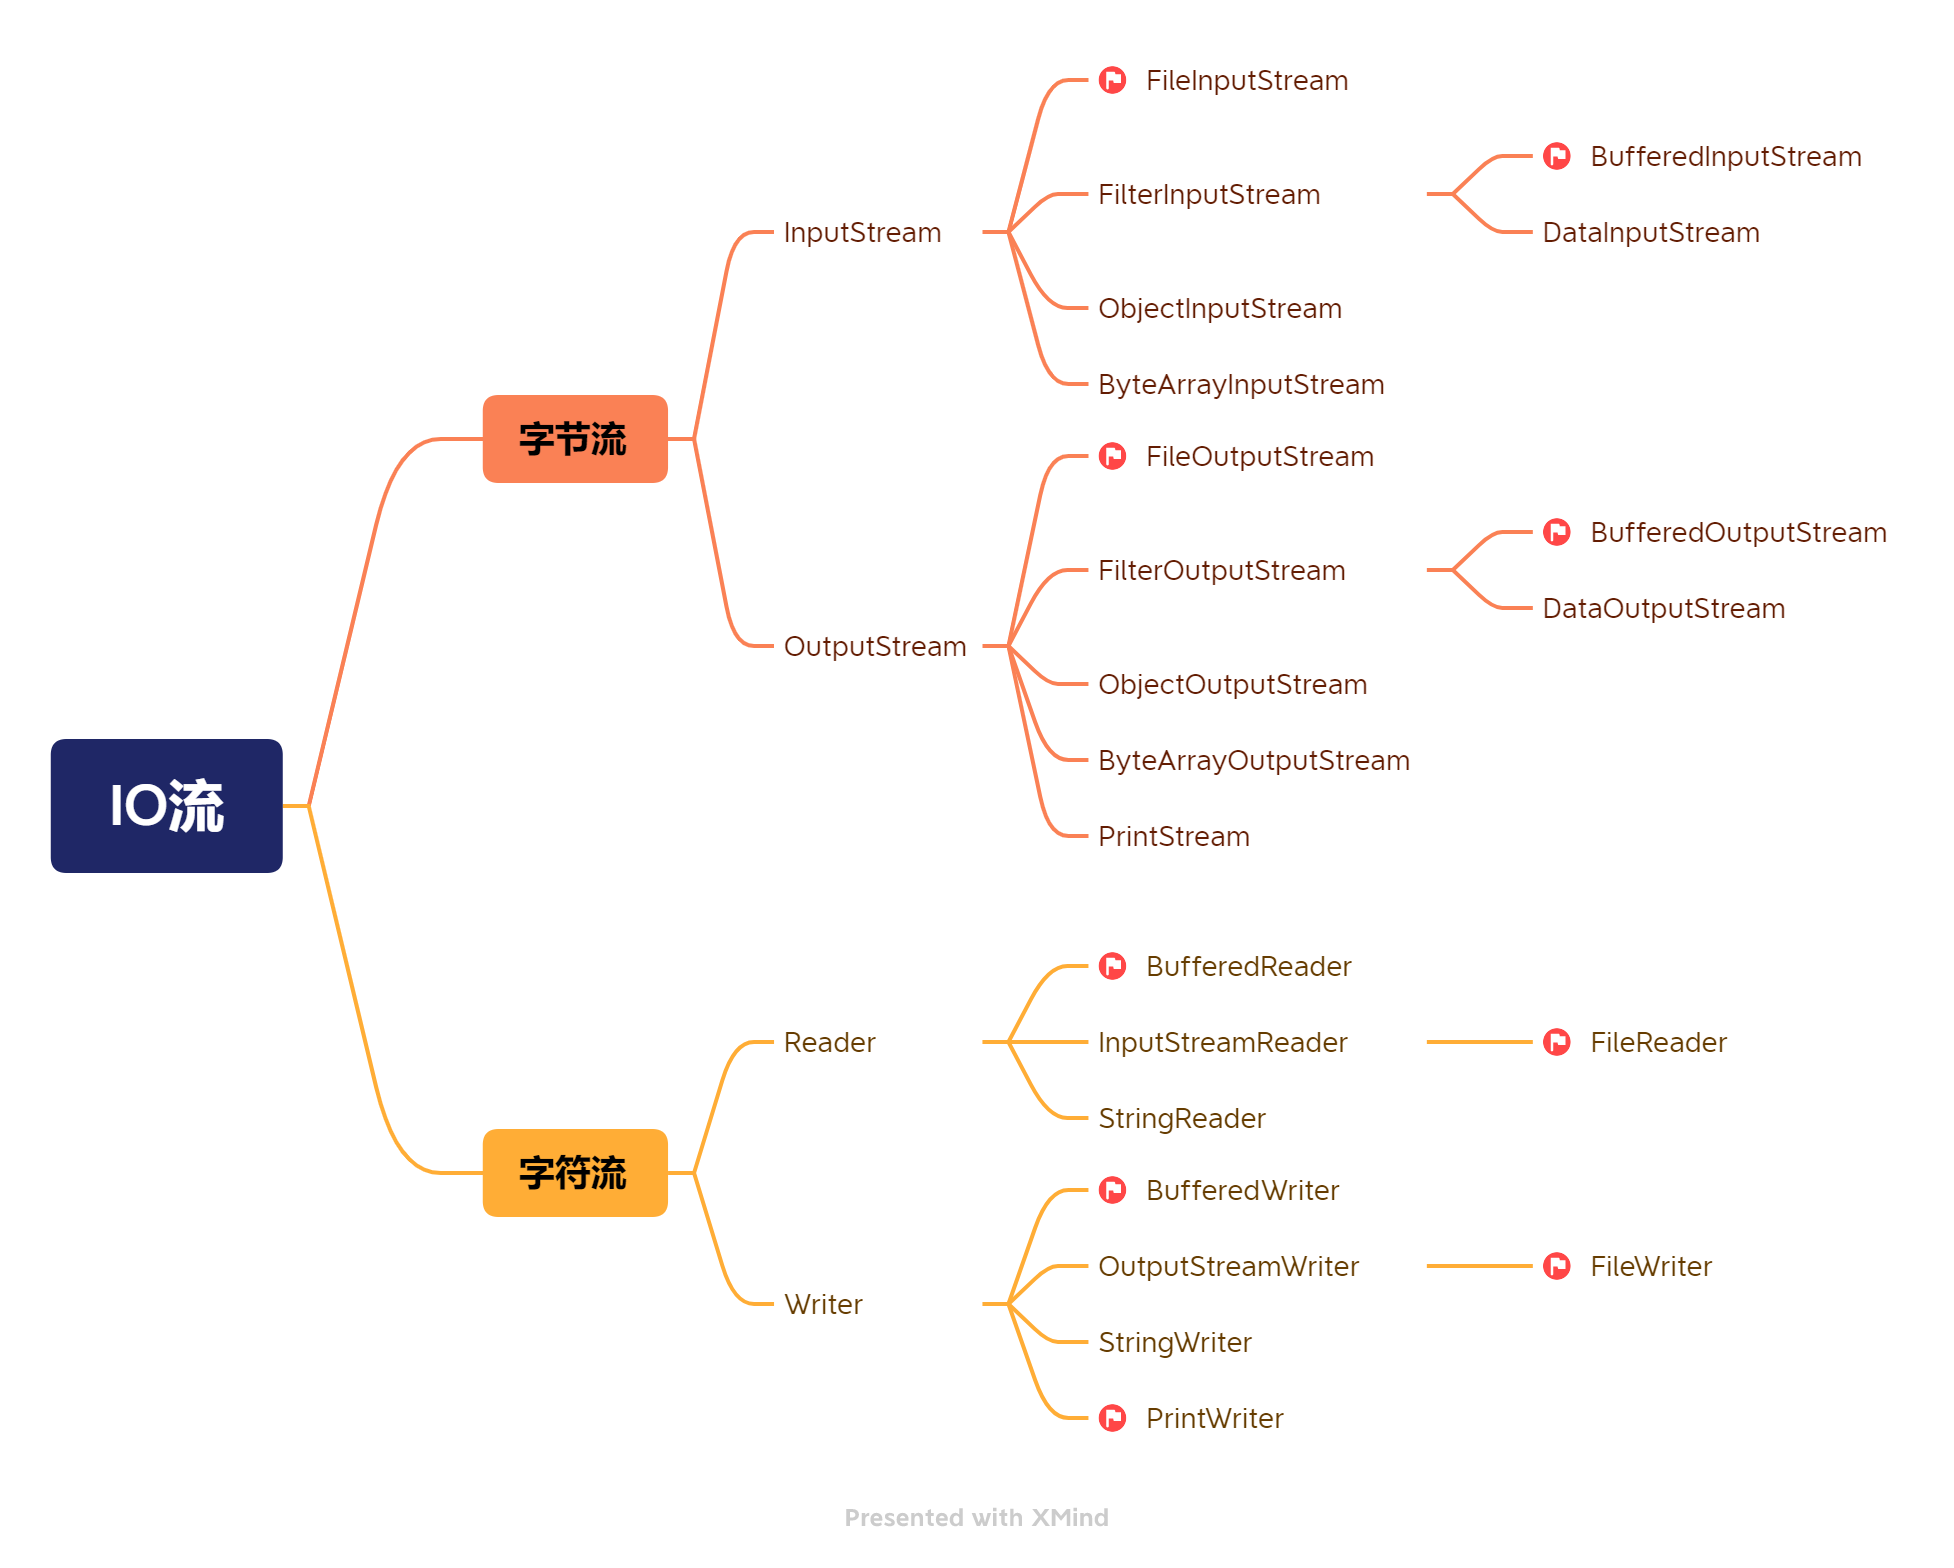 IO流
字节流
InputStream
FileInputStream
FilterInputStream
BufferedInputStream
DataInputStream
ObjectInputStream
ByteArrayInputStream
OutputStream
FileOutputStream
FilterOutputStream
BufferedOutputStream
DataOutputStream
ObjectOutputStream
ByteArrayOutputStream
PrintStream
字符流
Reader
BufferedReader
InputStreamReader
FileReader
StringReader
Writer
BufferedWriter
OutputStreamWriter
FileWriter
StringWriter
PrintWriter
Presented with XMind